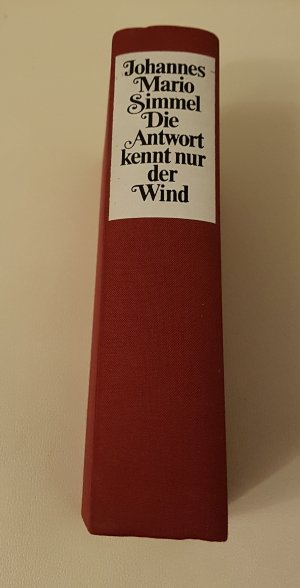 Johannes
Mario
Simmel
Die
Antwort
kennt nur
der
Wind